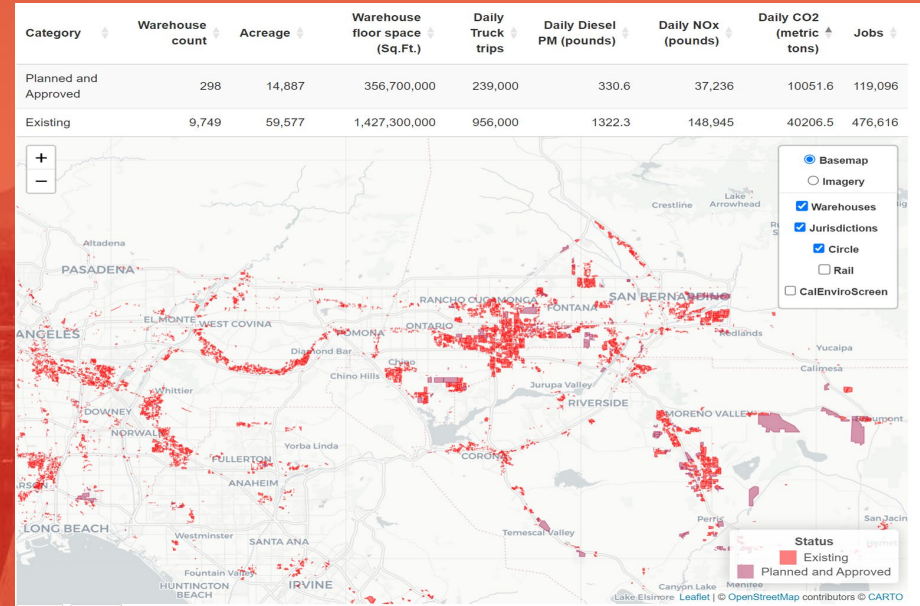 Category Warehouse count Acreage Warehouse floor space (Sq.Ft.) Daily Truck trips Daily Diesel PM (pounds) Daily NOx (pounds) Daily CO2 (metric tons) Jobs
Planned and Approved 298 14,887 356,700,000 239,000 330.6 37,236 10051.6 119,096
Existing 9,749 59,577 1,427,300,000 956,000 1322.3 148,945 40206.5 476,616
+
−
Basemap
Imagery
Warehouses
Jurisdictions
Circle
Rail
CalEnviroScreen
Crestline
Lake Arrowhead
Altadena
PASADENA
RANCHO CUCAMONGA
SAN BERNARDINO
FONTANA
EL MONTE
WEST COVINA
ANGELES
POMONA
ONTARIO
Redlands
Yucaipa
Diamond Bar
Chino
Calimesa
Chino Hills
Whittier
Jurupa Valley
RIVERSIDE
DOWNEY
MORENO VALLEY
Beaumont
NORWAL
Yorba Linda
FULLERTON
CORONA
ANAHEIM
LONG BEACH
Westminster
SANTA ANA
Temescal Valley
Perris
San Jacin
Fountain Valley
HUNTINGTON BEACH
IRVINE
Canyon Lake
Menifee
Lake Elsinore
Status
Existing
Planned and Approved
Leaflet | © OpenStreetMap contributors © CARTO